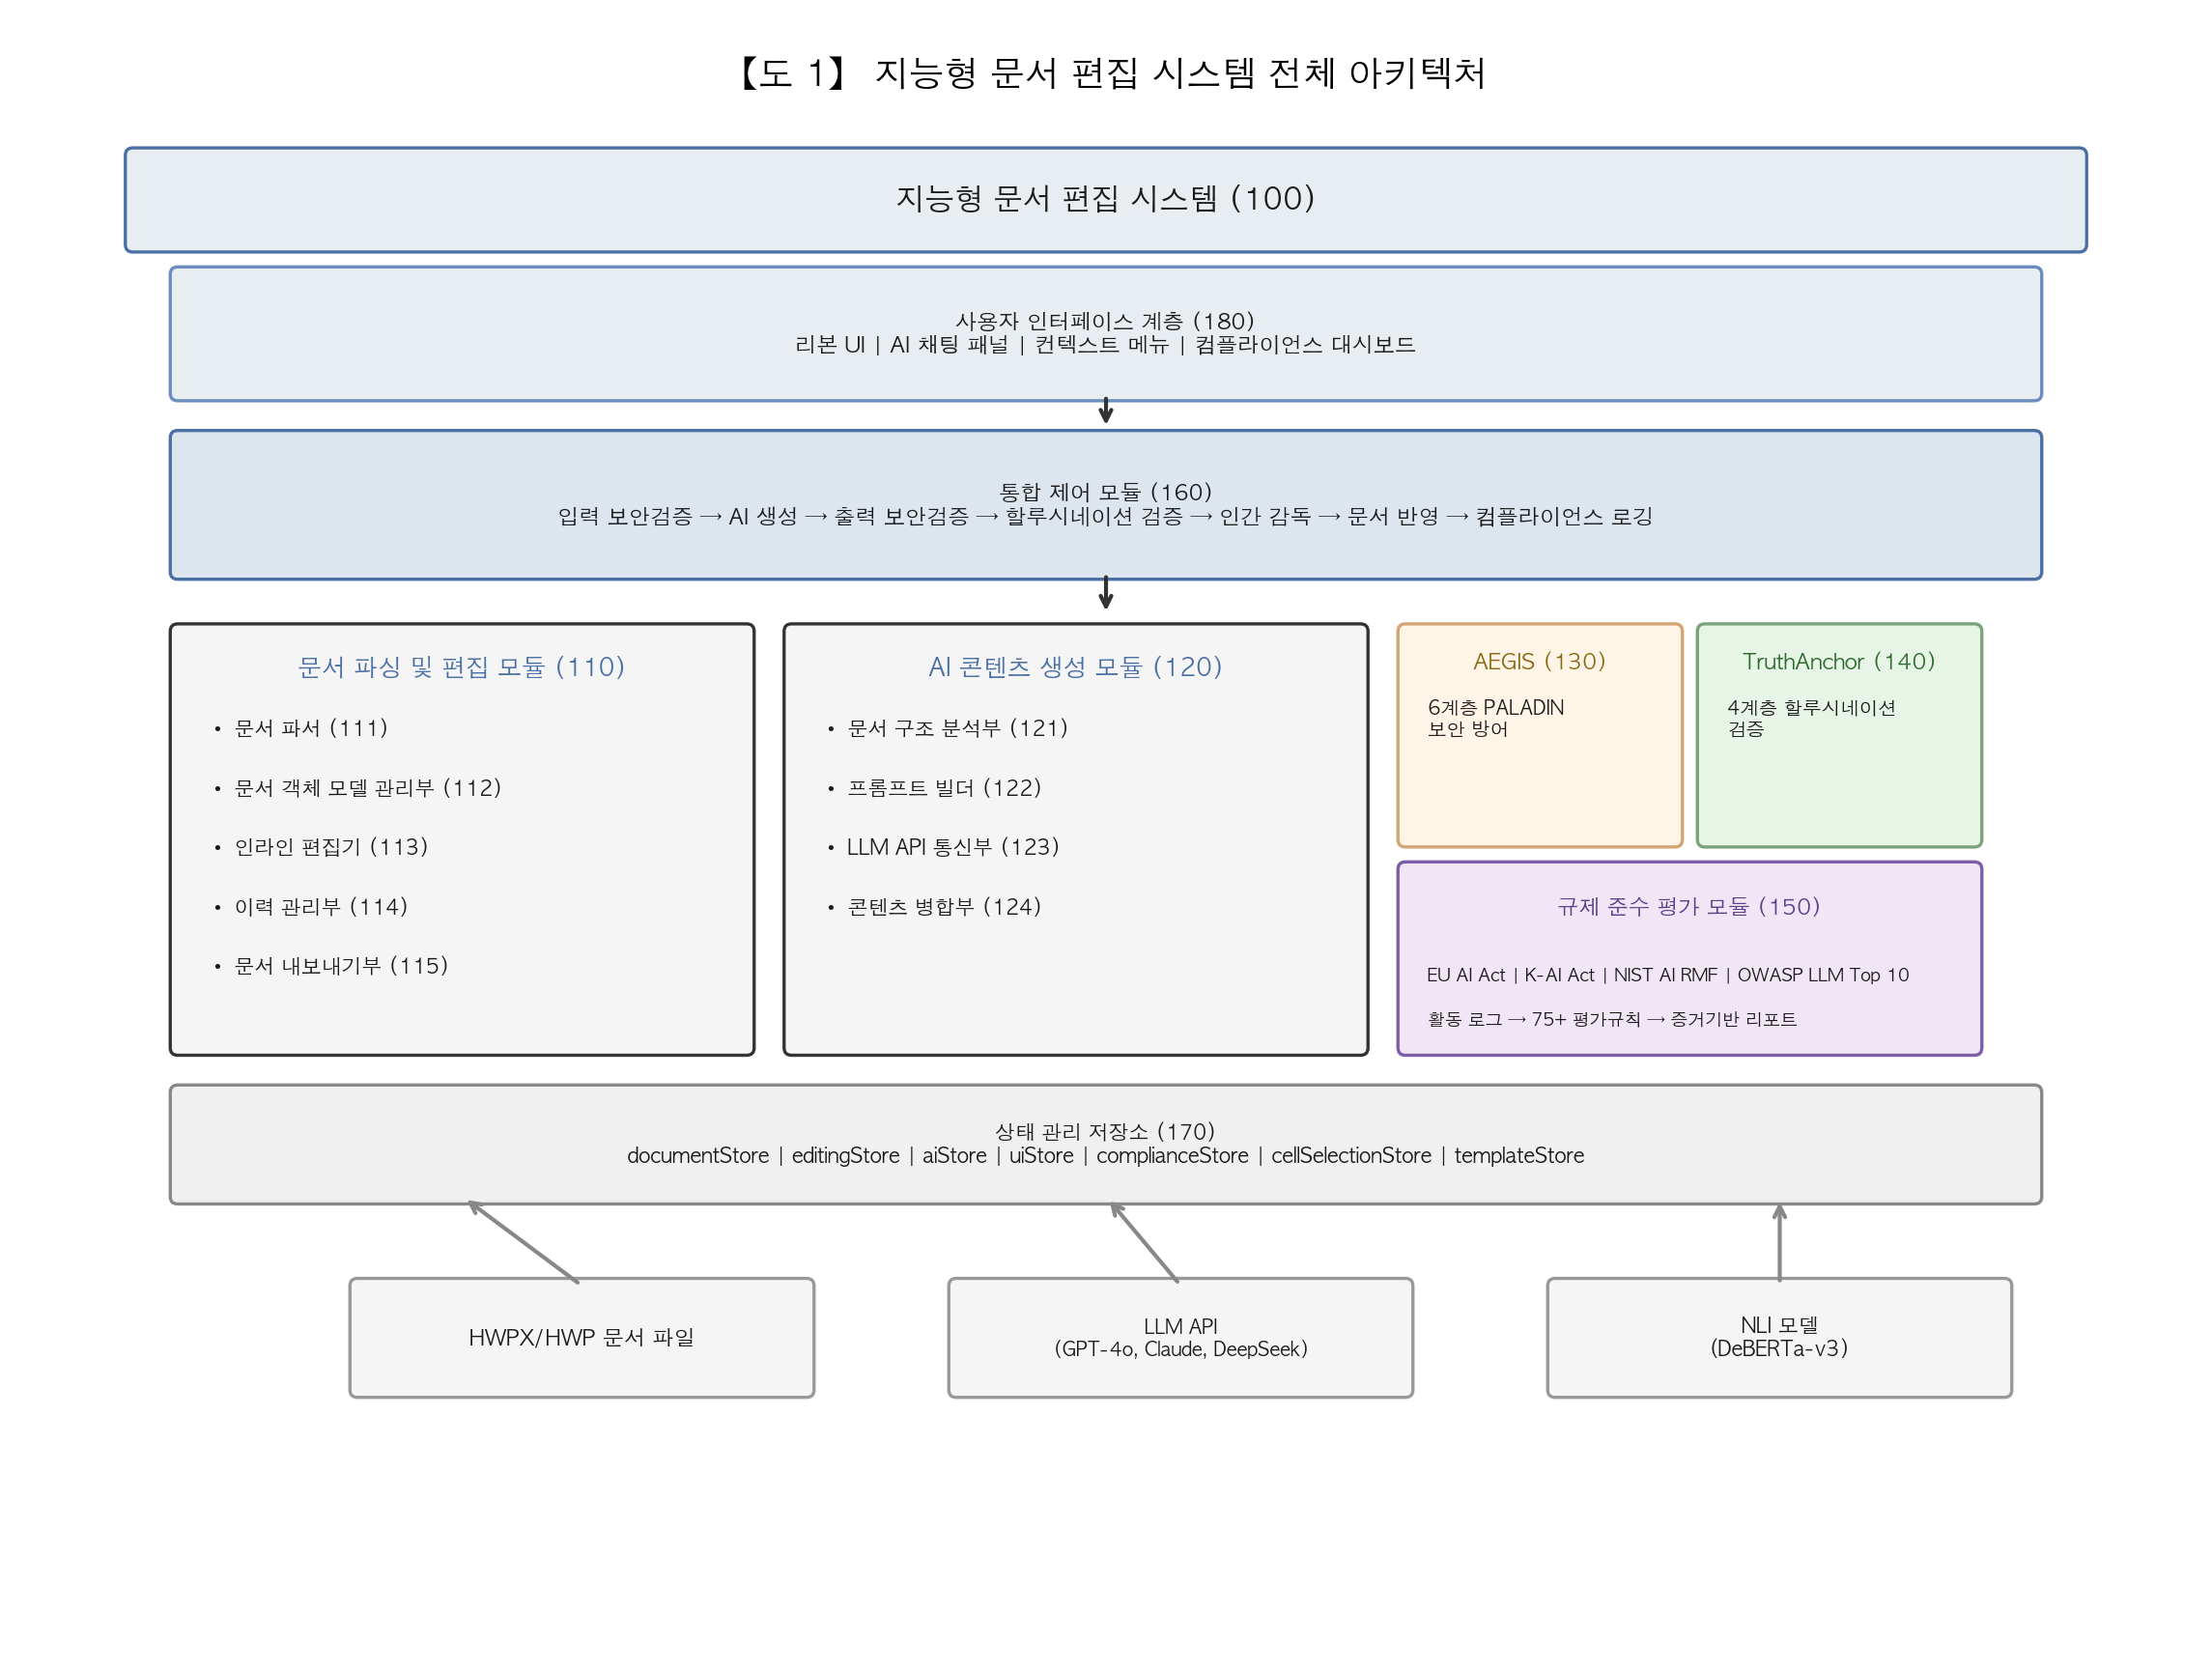 【도 1】 지능형 문서 편집 시스템 전체 아키텍처
지능형 문서 편집 시스템 (100)
사용자 인터페이스 계층 (180)
리본 UI | AI 채팅 패널 | 컨텍스트 메뉴 | 컴플라이언스 대시보드
통합 제어 모듈 (160)
입력 보안검증 → AI 생성 → 출력 보안검증 → 할루시네이션 검증 → 인간 감독 → 문서 반영 → 컴플라이언스 로깅
문서 파싱 및 편집 모듈 (110)
• 문서 파서 (111)
• 문서 객체 모델 관리부 (112)
• 인라인 편집기 (113)
• 이력 관리부 (114)
• 문서 내보내기부 (115)
AI 콘텐츠 생성 모듈 (120)
• 문서 구조 분석부 (121)
• 프롬프트 빌더 (122)
• LLM API 통신부 (123)
• 콘텐츠 병합부 (124)
AEGIS (130)
6계층 PALADIN
보안 방어
TruthAnchor (140)
4계층 할루시네이션
검증
규제 준수 평가 모듈 (150)
EU AI Act | K-AI Act | NIST AI RMF | OWASP LLM Top 10
활동 로그 → 75+ 평가규칙 → 증거기반 리포트
상태 관리 저장소 (170)
documentStore | editingStore | aiStore | uiStore | complianceStore | cellSelectionStore | templateStore
HWPX/HWP 문서 파일
LLM API
(GPT-4o, Claude, DeepSeek)
NLI 모델
(DeBERTa-v3)